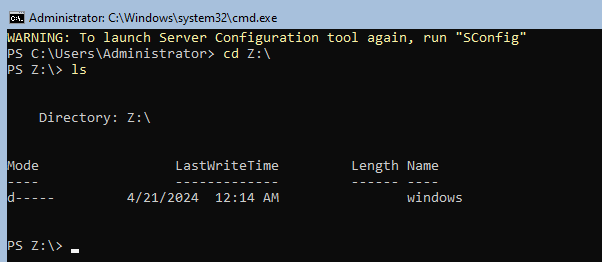 Administrator: C:\Windows\system32\cmd.exe
WARNING: To launch Server Configuration tool again, run "SConfig"
PS C:\Users\Administrator> cd Z:\
PS Z:\> ls
Directory: Z:\
Mode                 LastWriteTime         Length Name
----                 -------------         ------ ----
d-----         4/21/2024  12:14 AM                windows
PS Z:\>